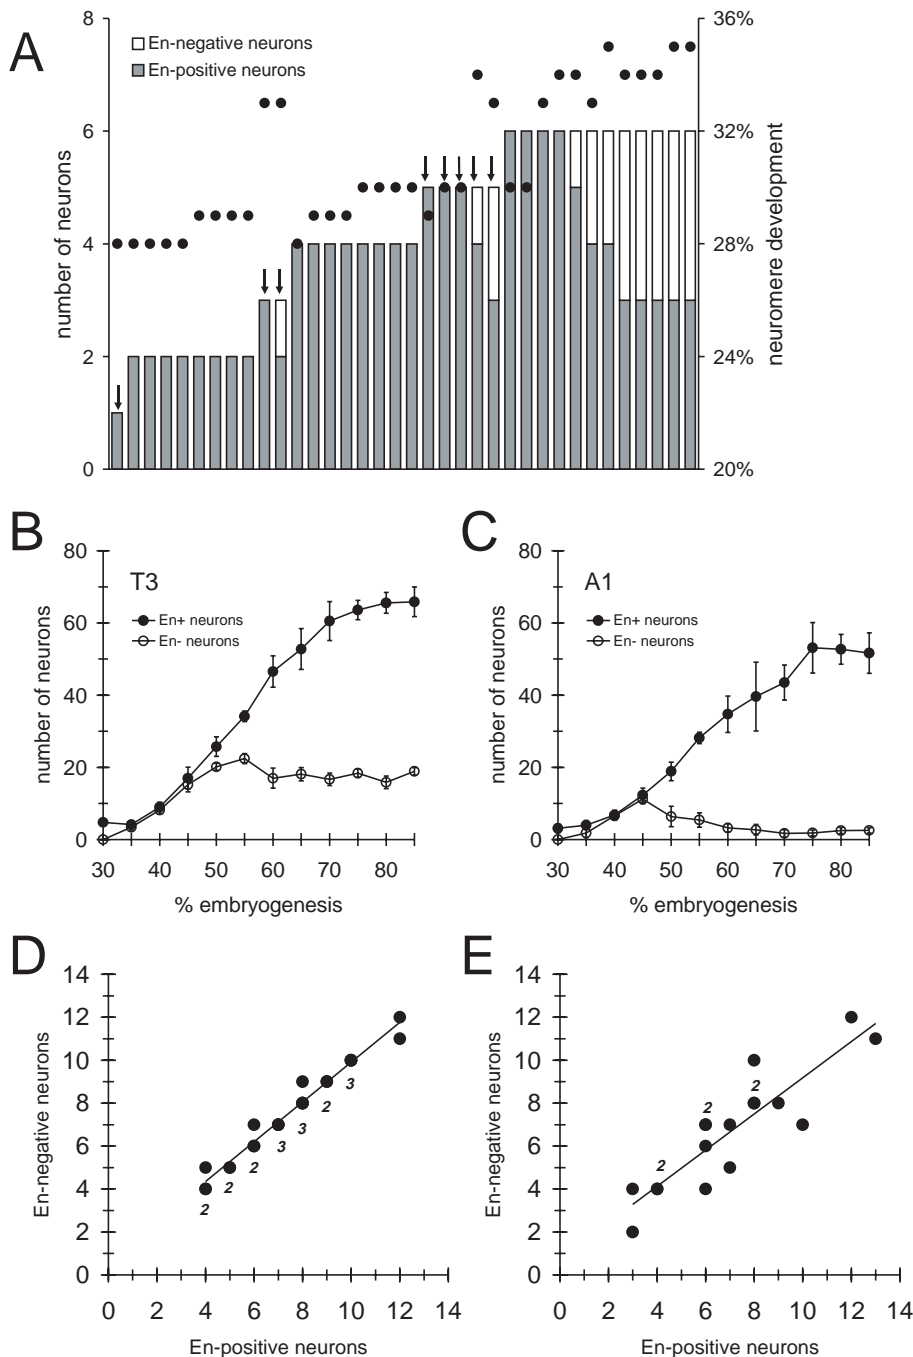 A
8
6
4
2
0
number of neurons
En-negative neurons
En-positive neurons
36%
32%
28%
24%
20%
neuromere development
B
80
60
40
20
0
number of neurons
T3
En+ neurons
En- neurons
30 40 50 60 70 80
% embryogenesis
C
80
60
40
20
0
number of neurons
A1
En+ neurons
En- neurons
30 40 50 60 70 80
% embryogenesis
D
14
12
10
8
6
4
2
0
En-negative neurons
2 2 2 3 3 2 3
0 2 4 6 8 10 12 14
En-positive neurons
E
14
12
10
8
6
4
2
0
En-negative neurons
2 2 2
0 2 4 6 8 10 12 14
En-positive neurons